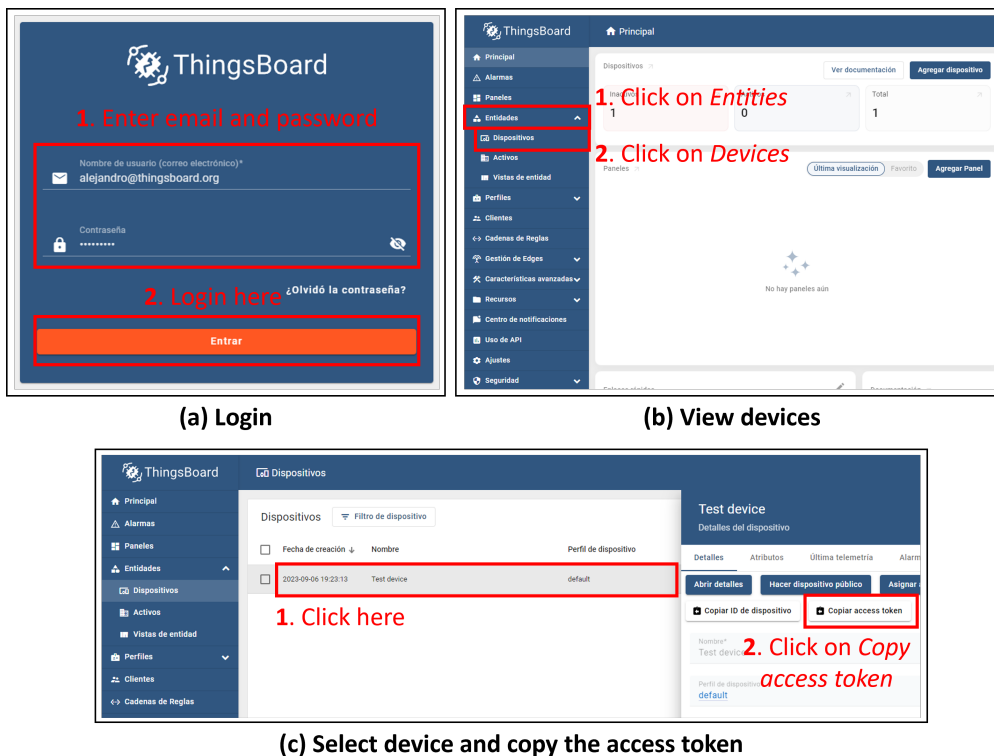 ThingsBoard
1. Enter email and password
Nombre de usuario (correo electrónico)*
alejandro@thingsboard.org
Contraseña
•••••••••
¿Olvidó la contraseña?
2. Login here
Entrar
(a) Login
ThingsBoard
Principal
Principal
Alarmas
Paneles
Entidades
Dispositivos
Activos
Vistas de entidad
Perfiles
Clientes
Cadenas de Reglas
Gestión de Edges
Características avanzadas
Recursos
Centro de notificaciones
Uso de API
Ajustes
Seguridad
Dispositivos
Ver documentación
Agregar dispositivo
Total
1
0
1
1. Click on Entities
2. Click on Devices
Paneles
Última visualización
Favorito
Agregar Panel
No hay paneles aún
(b) View devices
ThingsBoard
Dispositivos
Principal
Alarmas
Paneles
Entidades
Dispositivos
Activos
Vistas de entidad
Perfiles
Clientes
Cadenas de Reglas
Dispositivos
Filtro de dispositivo
Fecha de creación Nombre Perfil de dispositivo
2023-09-06 19:23:13 Test device default
1. Click here
Test device
Detalles del dispositivo
Detalles Atributos Última telemetría Alarm
Abrir detalles Hacer dispositivo público Asignar
Copiar ID de dispositivo Copiar access token
Nombre*
Test device
2. Click on Copy
access token
Perfil de dispositivo
default
(c) Select device and copy the access token